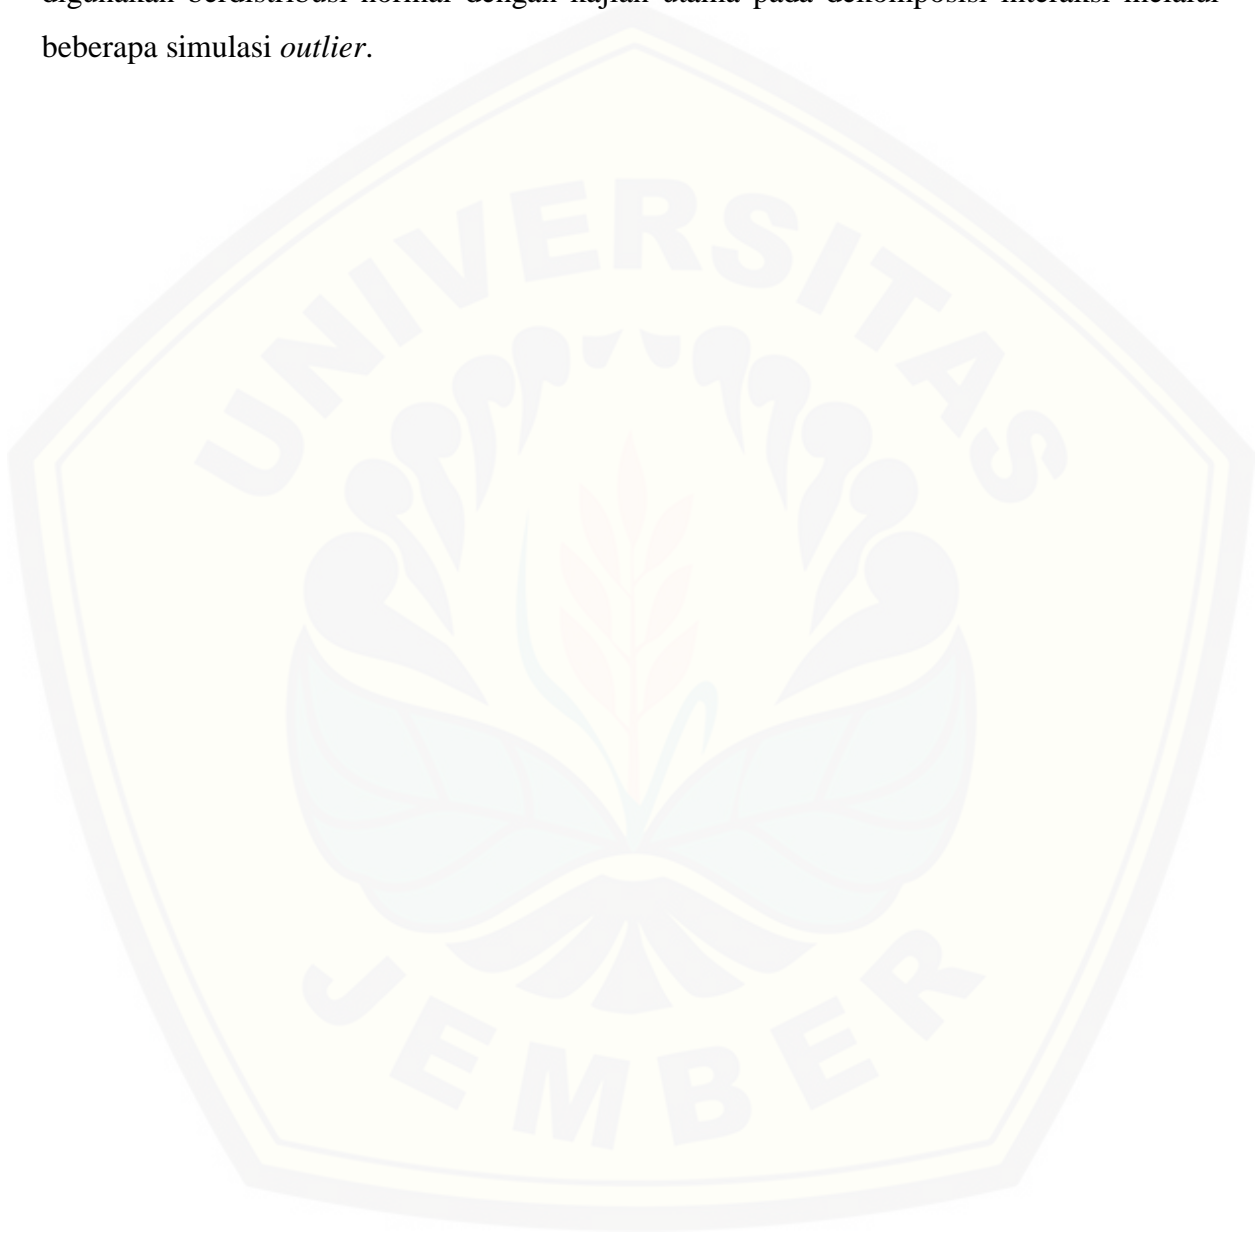 digunakan berdistribusi normal dengan kajian utama pada dekomposisi interaksi melalui
beberapa simulasi outlier.
UNIVERSITAS
JEMBER